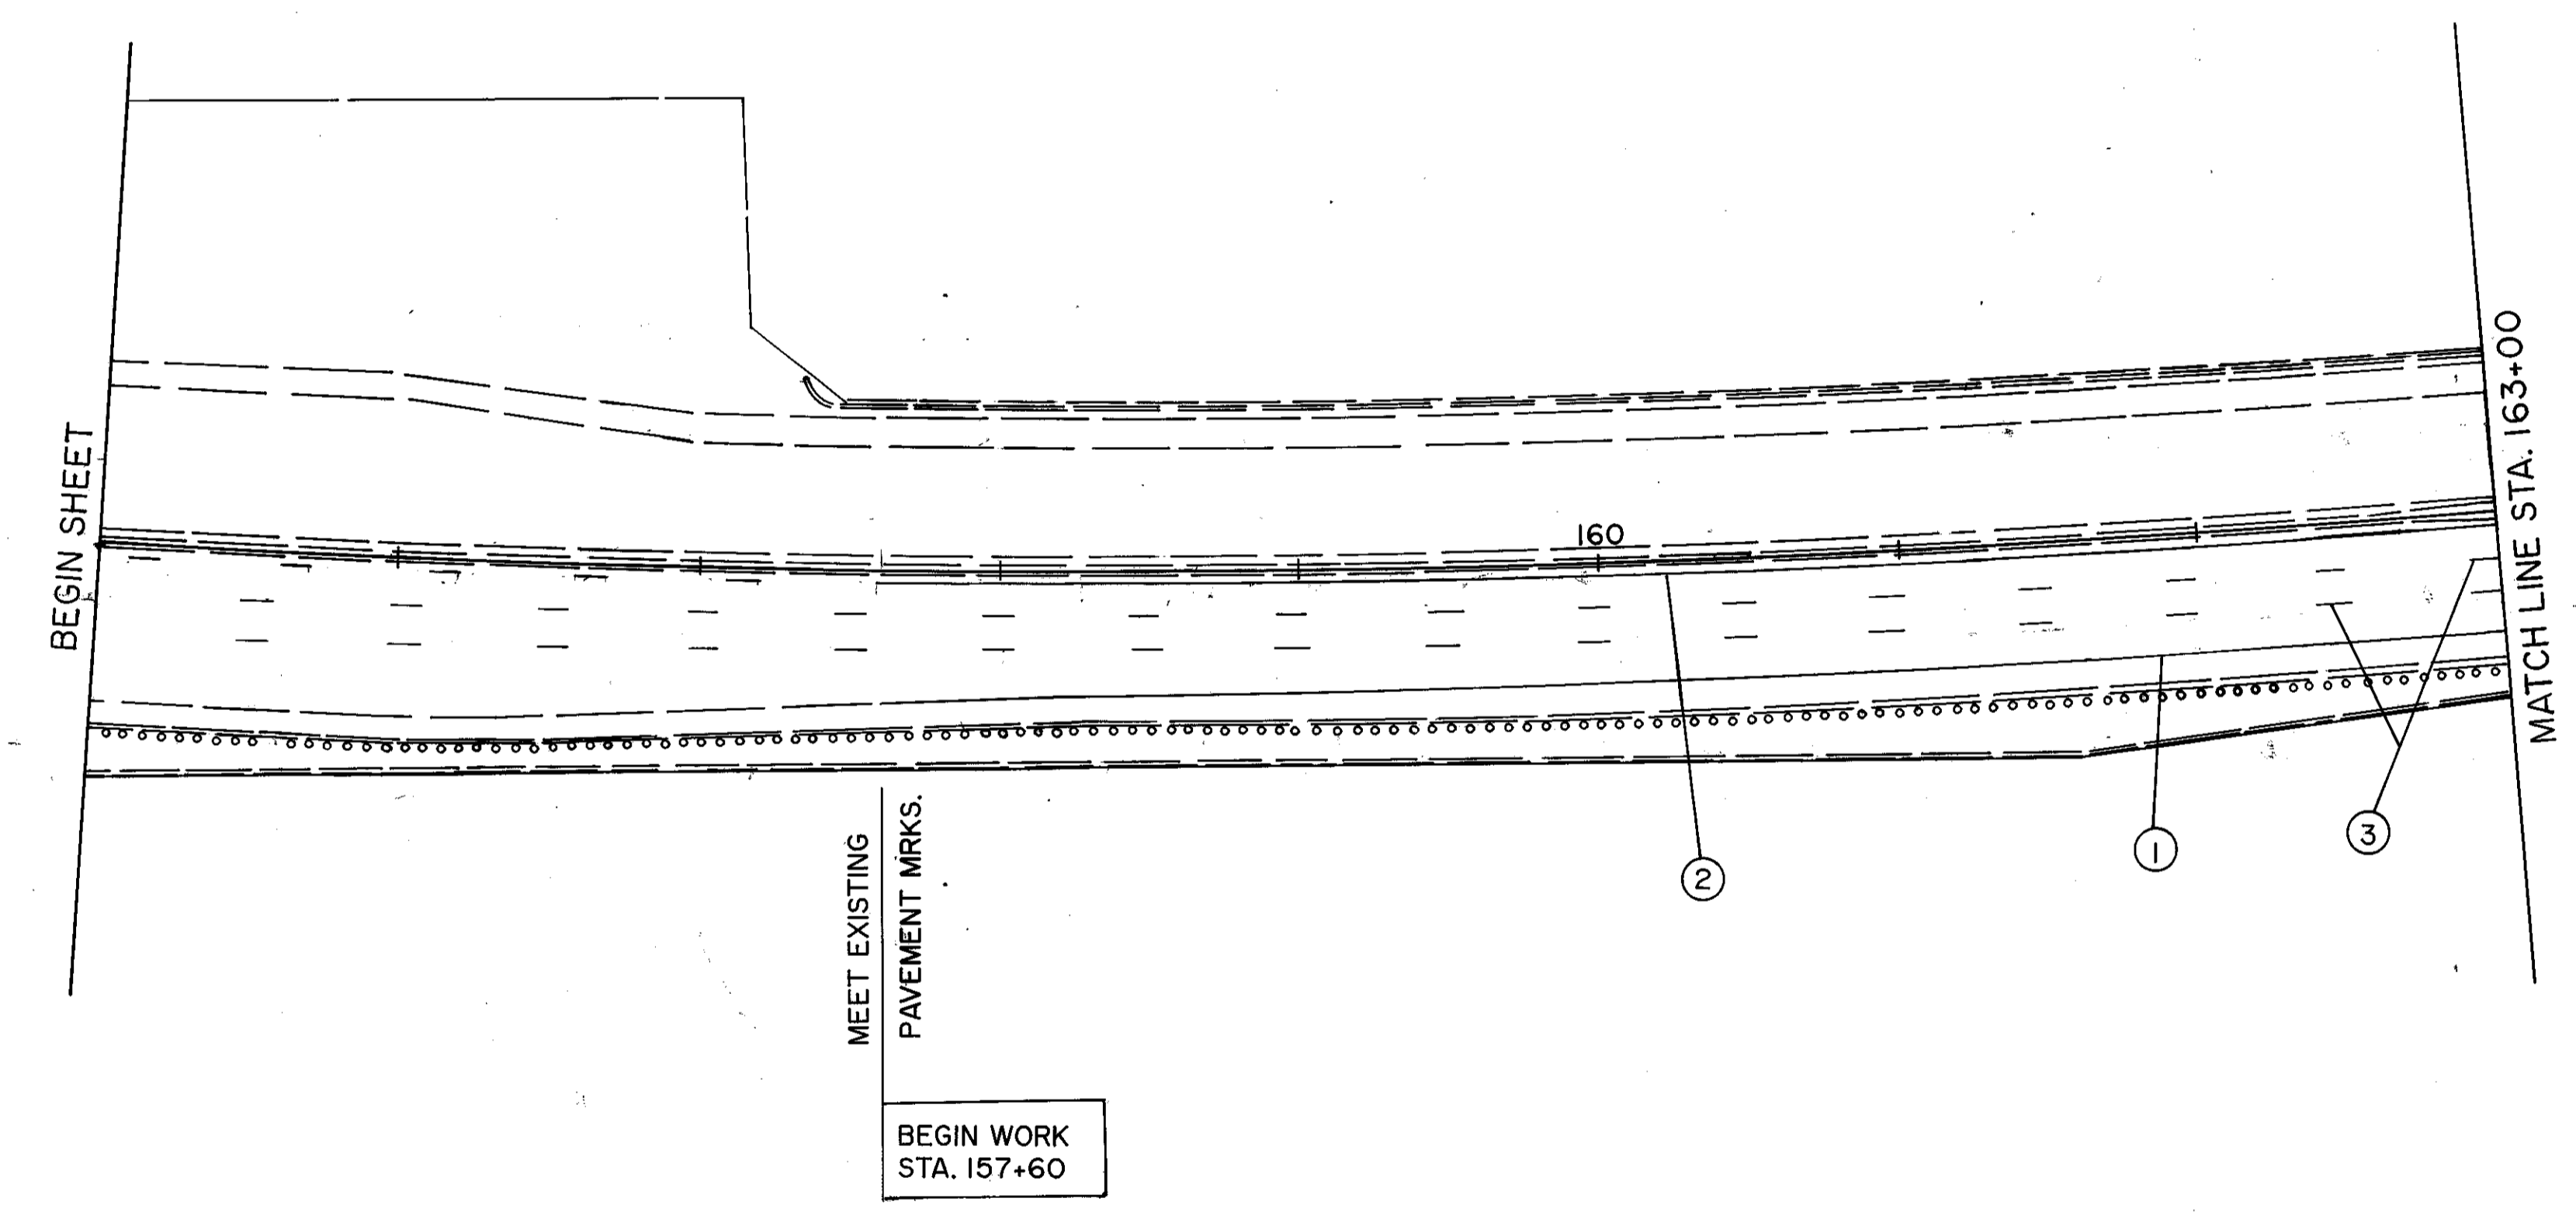 BEGIN SHEET
160
MATCH LINE STA. 163+00
MEET EXISTING
PAVEMENT MRKS.
2
1
3
BEGIN WORK
STA. 157+60